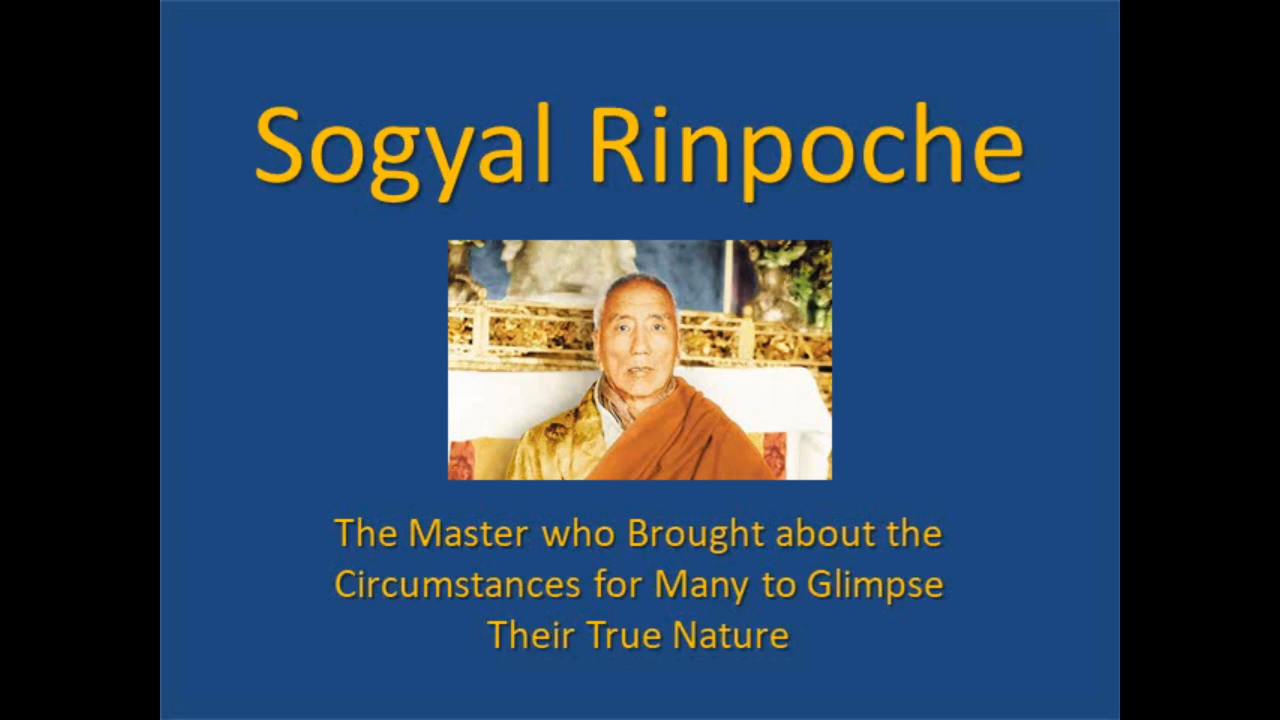 Sogyal Rinpoche
The Master who Brought about the
Circumstances for Many to Glimpse
Their True Nature